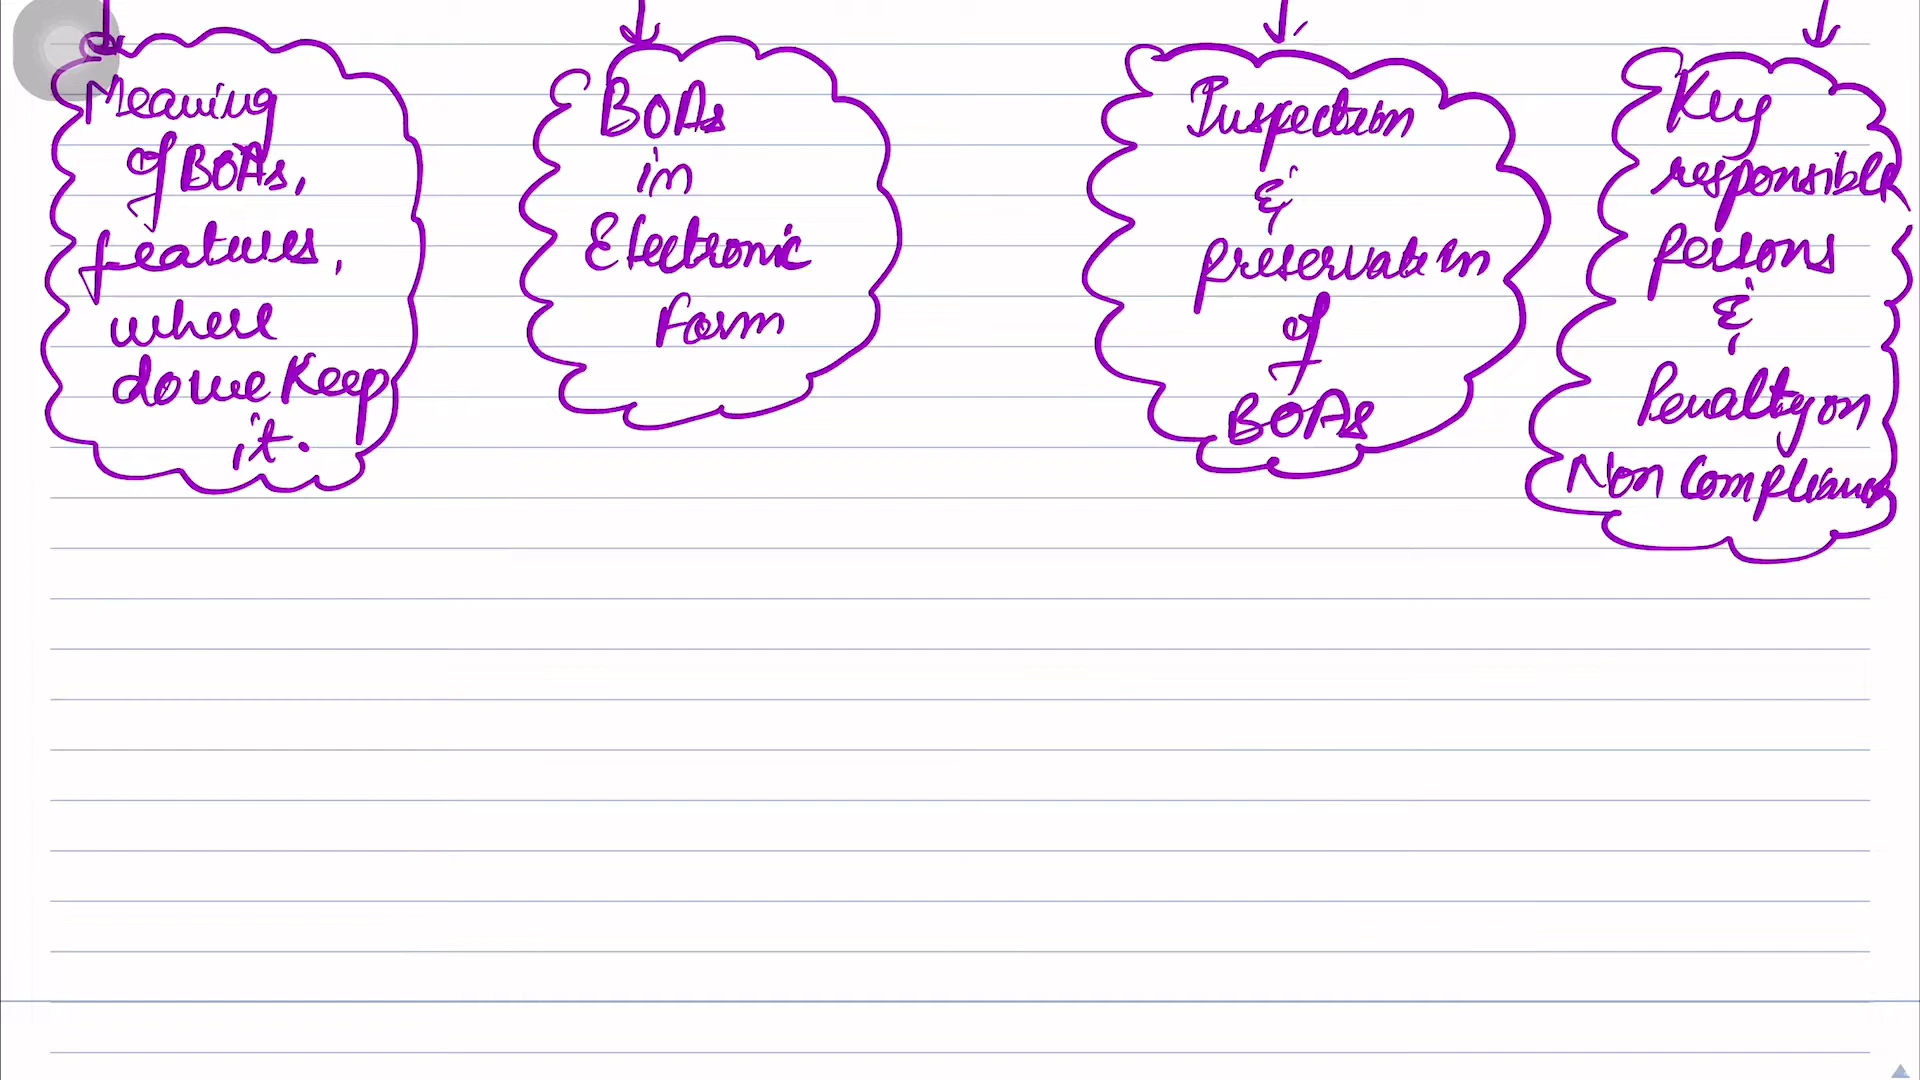 Meaning
of BOAs,
features,
where
do we keep
it.
BOAs
in
Electronic
form
Inspection
&
preservation
of
BOAs
Key
responsible
persons
&
Penalty on
Non Compliance